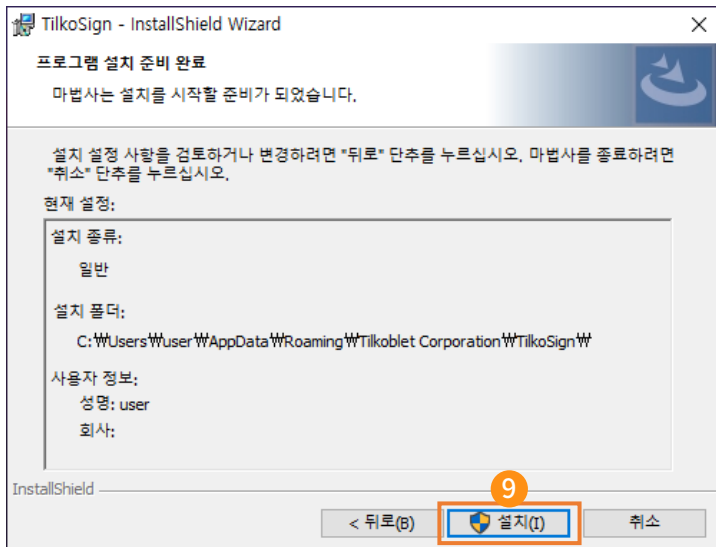 TilkoSign - InstallShield Wizard
프로그램 설치 준비 완료
마법사는 설치를 시작할 준비가 되었습니다.
설치 설정 사항을 검토하거나 변경하려면 "뒤로" 단추를 누르십시오. 마법사를 종료하려면
"취소" 단추를 누르십시오.
현재 설정:
설치 종류:
일반
설치 폴더:
C:₩Users₩user₩AppData₩Roaming₩Tilkoblet Corporation₩TilkoSign₩
사용자 정보:
성명: user
회사:
InstallShield
9
< 뒤로(B) 설치(I) 취소